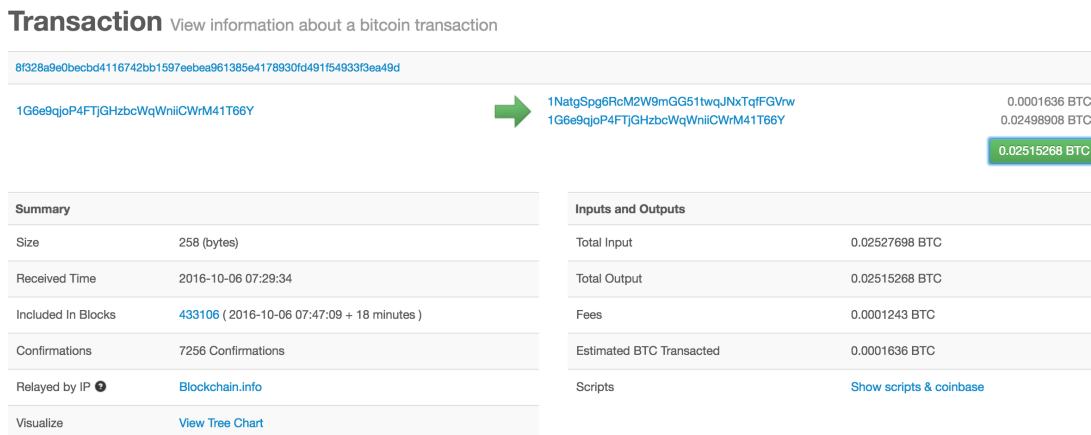 Transaction View information about a bitcoin transaction
8f328a9e0becbd4116742bb1597eebea961385e4178930fd491f54933f3ea49d
1G6e9qjoP4FTjGHzbcWqWniiCWrM41T66Y
1NatgSpg6RcM2W9mGG51twqJNxTqfFGVrw 0.0001636 BTC
1G6e9qjoP4FTjGHzbcWqWniiCWrM41T66Y 0.02498908 BTC
0.02515268 BTC
Summary
Size 258 (bytes)
Received Time 2016-10-06 07:29:34
Included In Blocks 433106 ( 2016-10-06 07:47:09 + 18 minutes )
Confirmations 7256 Confirmations
Relayed by IP ? Blockchain.info
Visualize View Tree Chart
Inputs and Outputs
Total Input 0.02527698 BTC
Total Output 0.02515268 BTC
Fees 0.0001243 BTC
Estimated BTC Transacted 0.0001636 BTC
Scripts Show scripts & coinbase